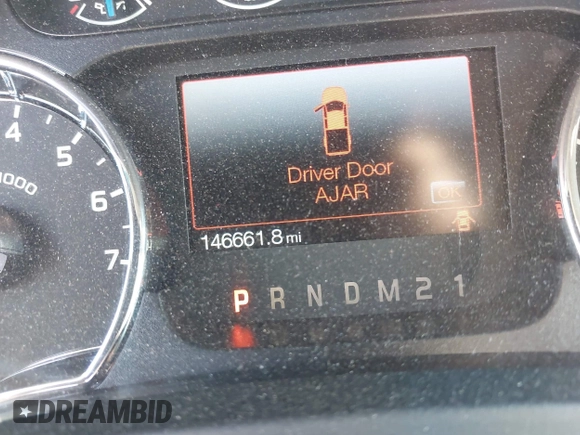 4
5
6
7
1000
Driver Door
AJAR
OK
146661.8 mi
P R N D M 2 1
DREAMBID